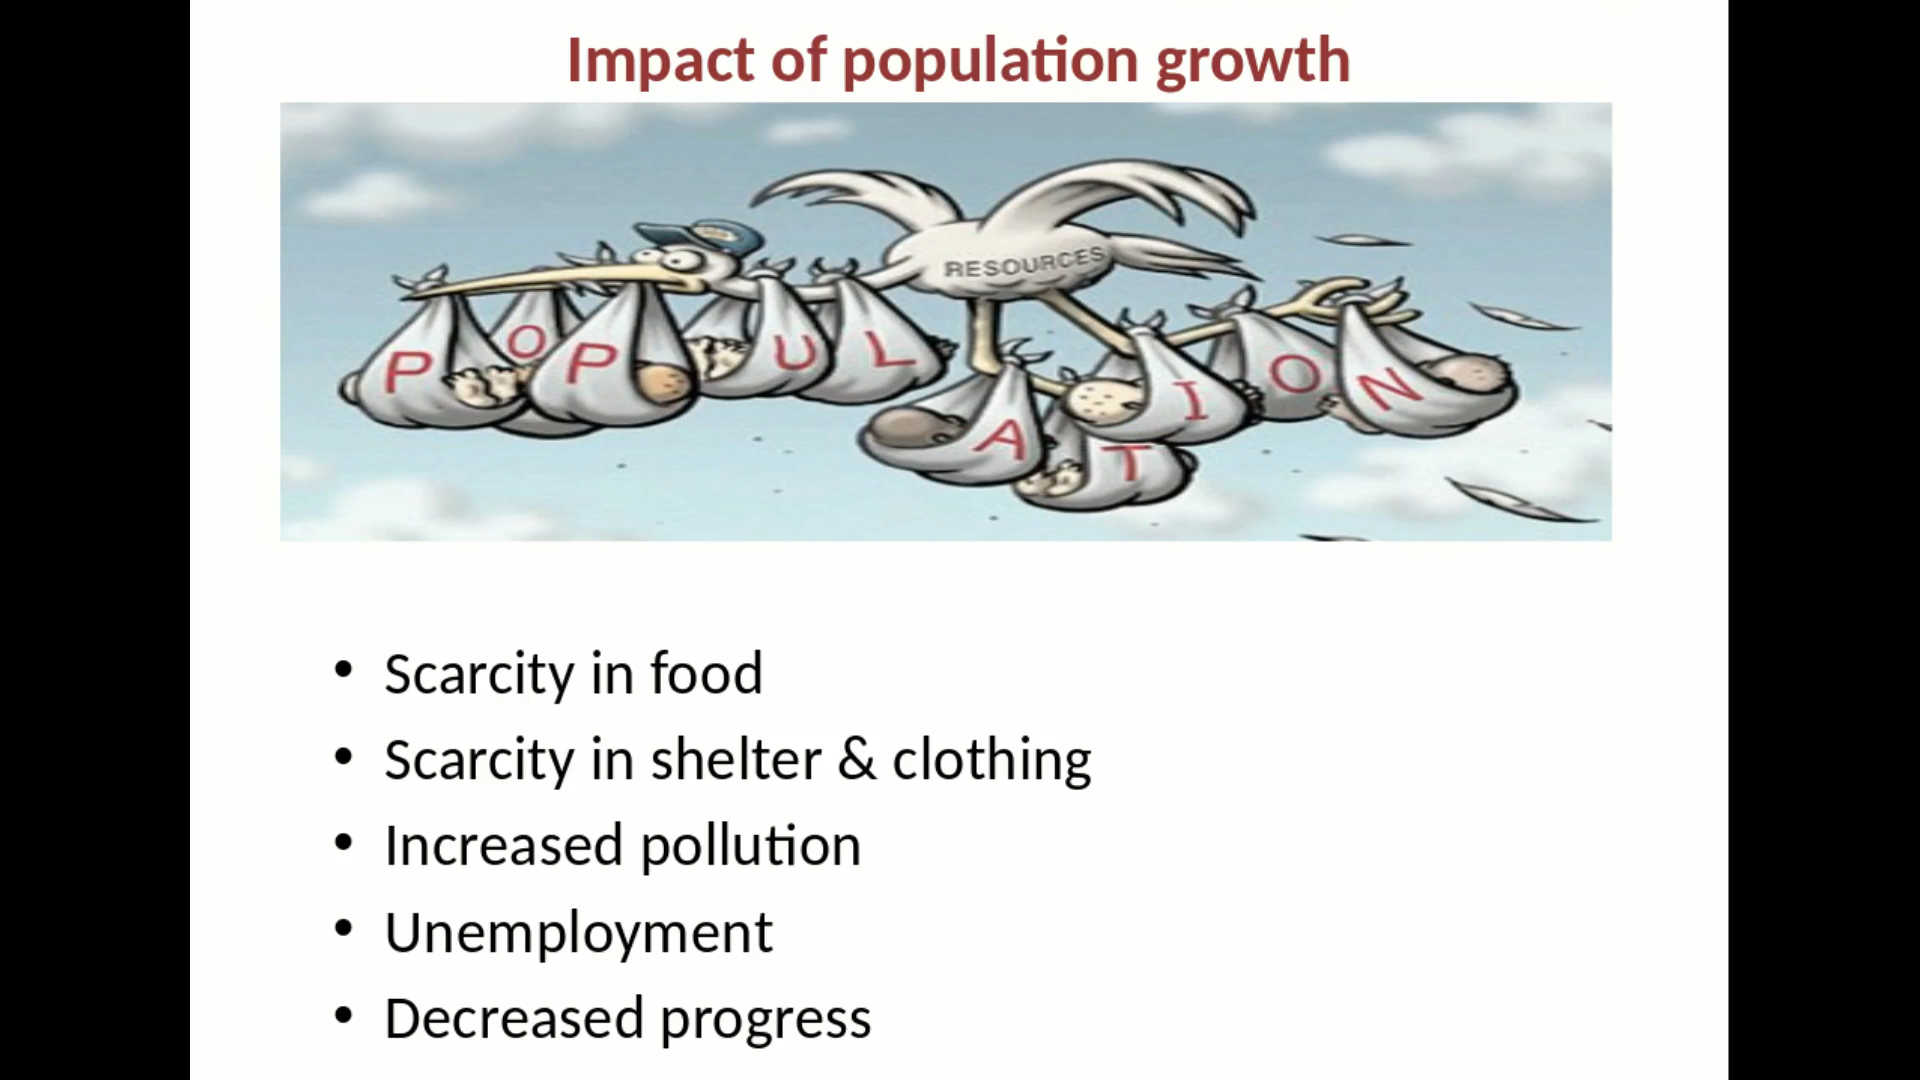 Impact of population growth
RESOURCES
POPULATION
• Scarcity in food
• Scarcity in shelter & clothing
• Increased pollution
• Unemployment
• Decreased progress